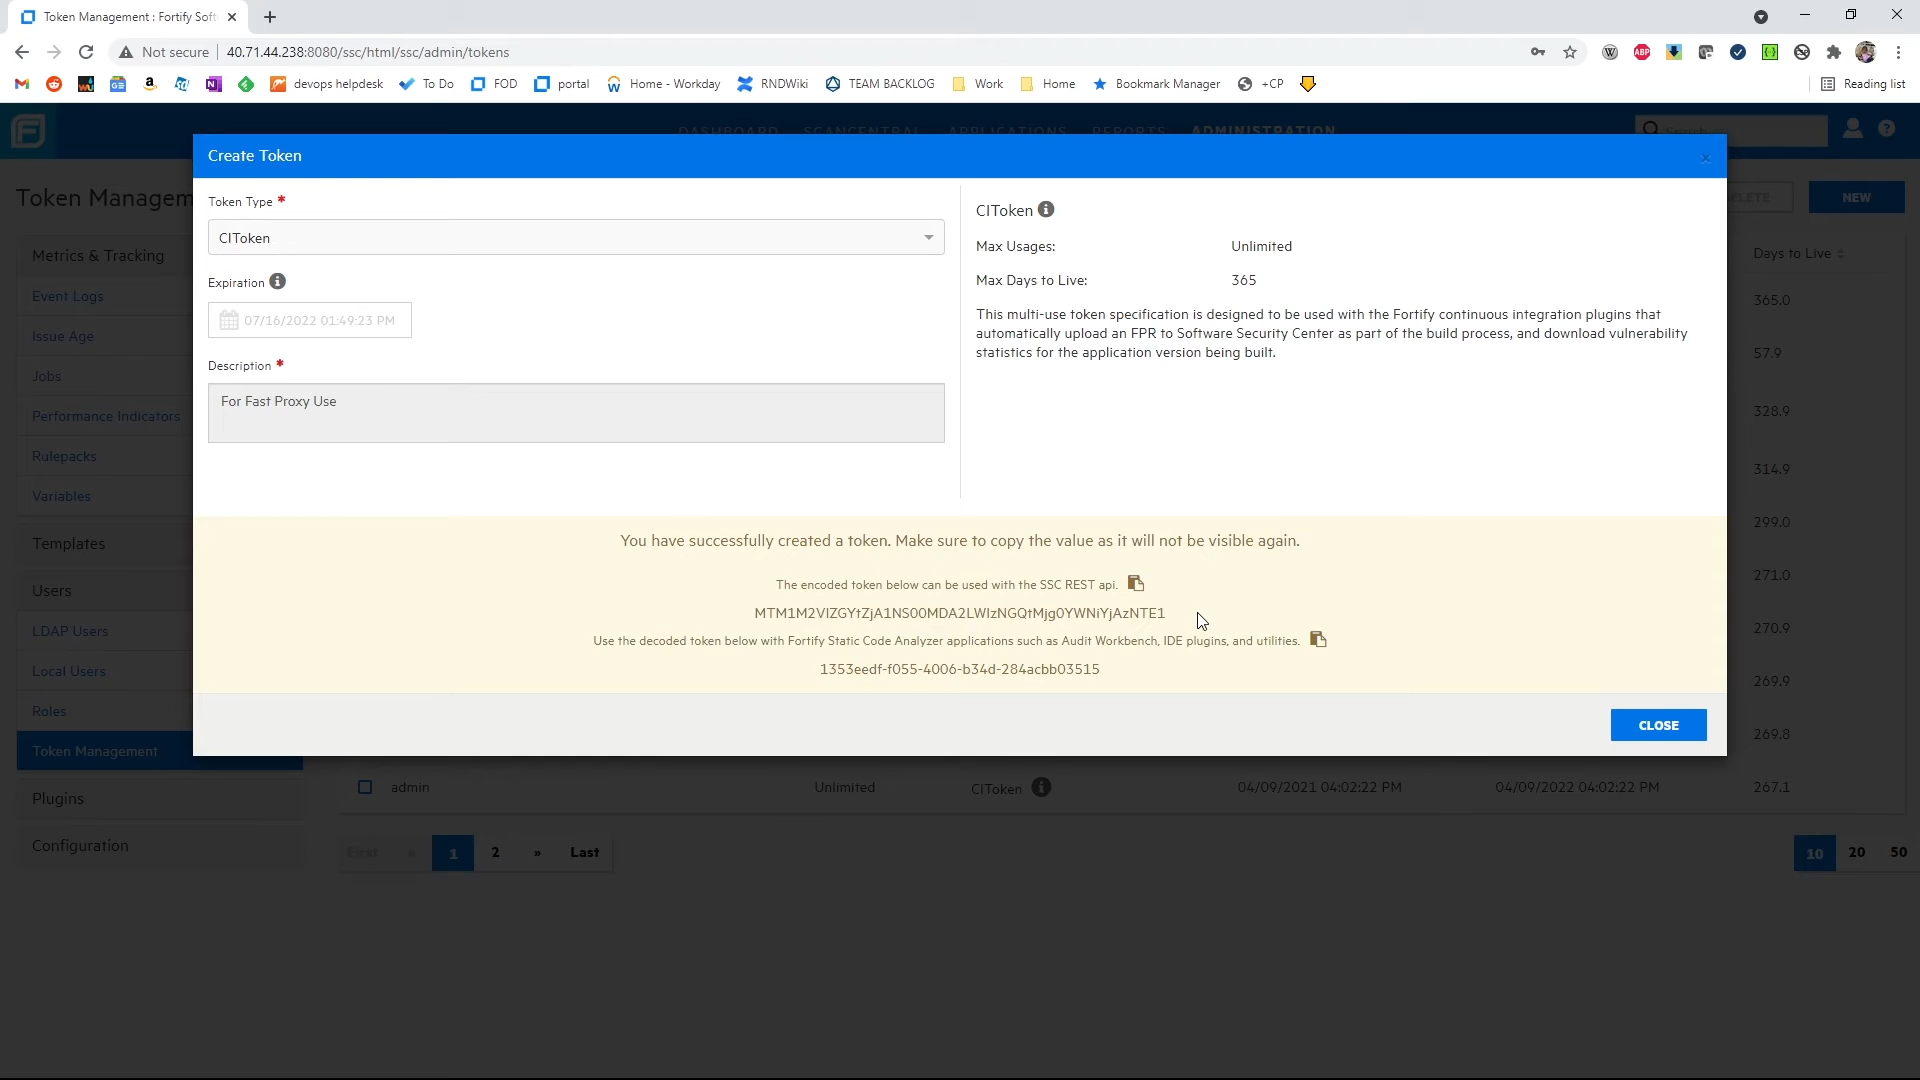 Token Management : Fortify Soft
Not secure
40.71.44.238:8080/ssc/html/ssc/admin/tokens
devops helpdesk
To Do
FOD
portal
Home - Workday
RNDWiki
TEAM BACKLOG
Work
Home
Bookmark Manager
+CP
Reading list
DASHBOARD SCANCENTRAL APPLICATIONS REPORTS ADMINISTRATION
Token Managem
NEW
Create Token
Token Type *
CIToken
Expiration
07/16/2022 01:49:23 PM
Description *
For Fast Proxy Use
CIToken
Max Usages: Unlimited
Max Days to Live: 365
This multi-use token specification is designed to be used with the Fortify continuous integration plugins that
automatically upload an FPR to Software Security Center as part of the build process, and download vulnerability
statistics for the application version being built.
You have successfully created a token. Make sure to copy the value as it will not be visible again.
The encoded token below can be used with the SSC REST api.
MTM1M2VlZGYtZjA1NS00MDA2LWIzNGQtMjg0YWNiYjAzNTE1
Use the decoded token below with Fortify Static Code Analyzer applications such as Audit Workbench, IDE plugins, and utilities.
1353eedf-f055-4006-b34d-284acbb03515
CLOSE
Metrics & Tracking
Event Logs
Issue Age
Jobs
Performance Indicators
Rulepacks
Variables
Templates
Users
LDAP Users
Local Users
Roles
Token Management
Plugins
Configuration
Days to Live
365.0
57.9
328.9
314.9
299.0
271.0
270.9
269.9
269.8
admin Unlimited CIToken 04/09/2021 04:02:22 PM 04/09/2022 04:02:22 PM 267.1
First « 1 2 » Last
10 20 50